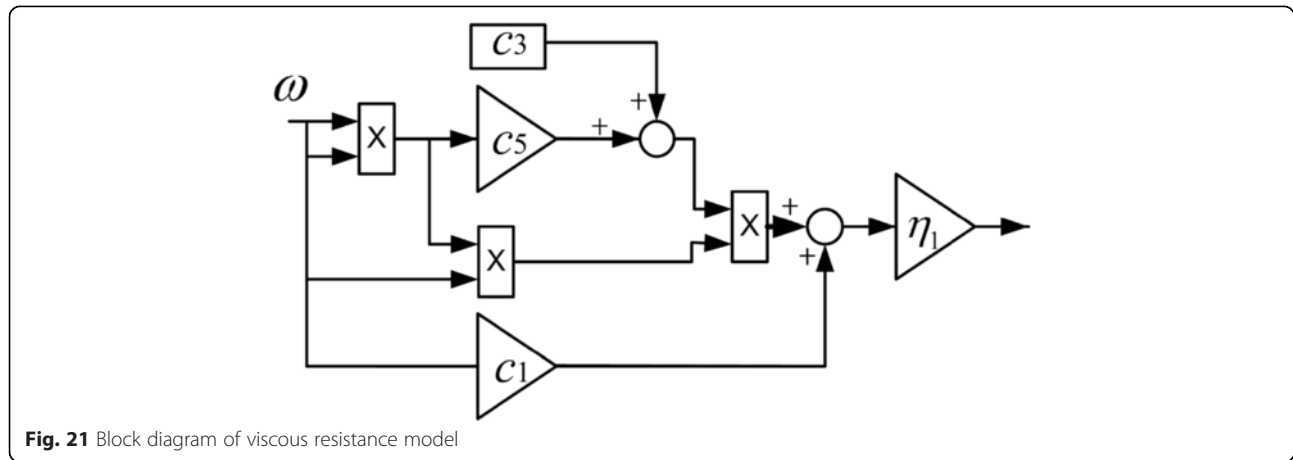 c3
ω
+
X
c5
+
X
X
+
+
η1
c1
Fig. 21 Block diagram of viscous resistance model